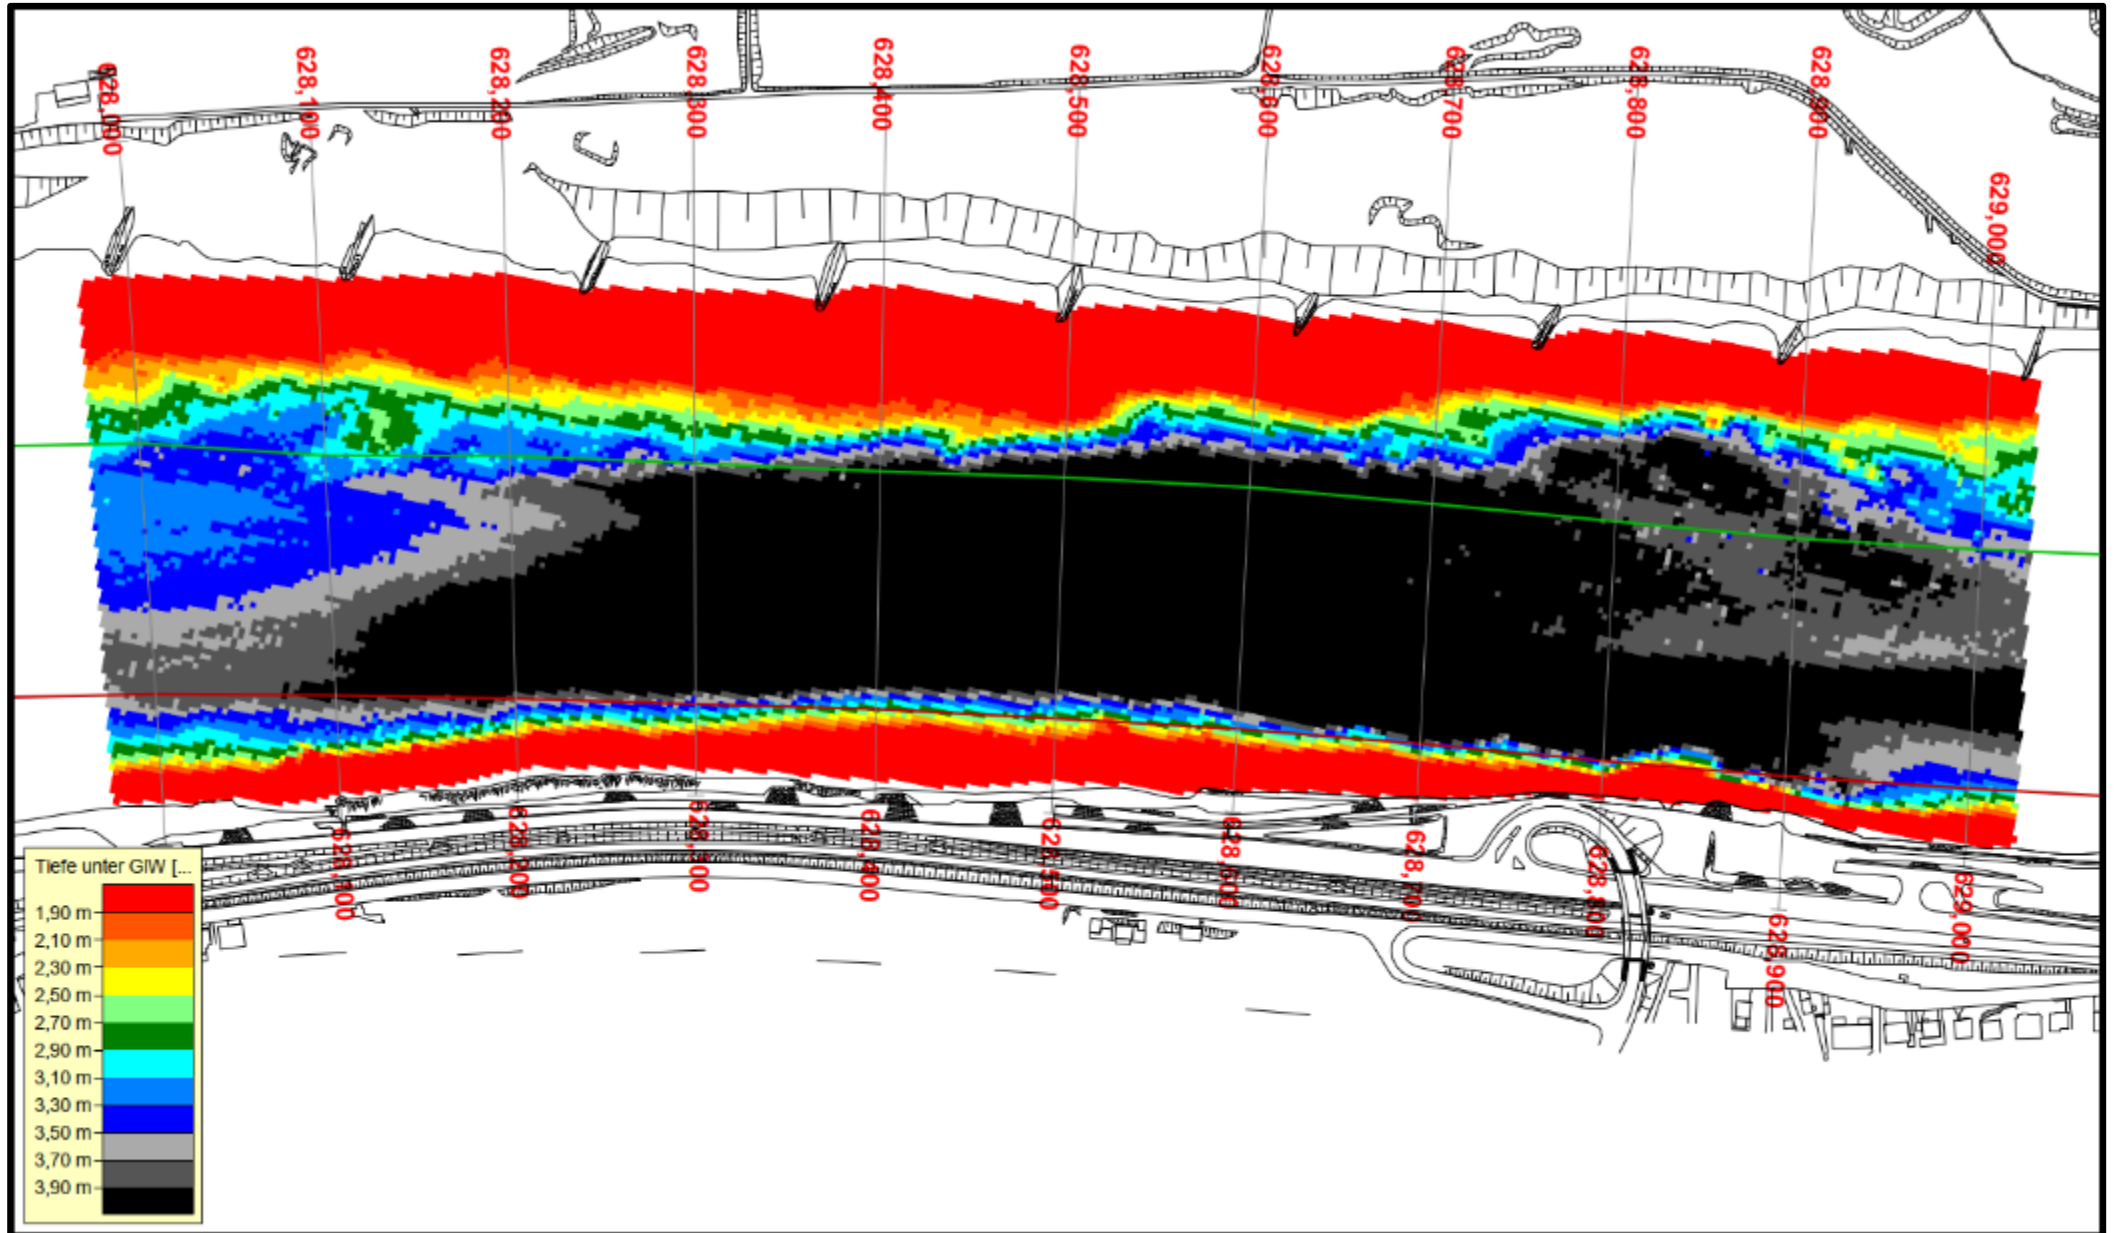 628,000
628,100
628,200
628,300
628,400
628,500
628,600
628,700
628,800
628,900
629,000
628,100
628,200
628,300
628,400
628,500
628,600
628,700
628,800
628,900
629,000
Tiefe unter GlW [...
1,90 m
2,10 m
2,30 m
2,50 m
2,70 m
2,90 m
3,10 m
3,30 m
3,50 m
3,70 m
3,90 m